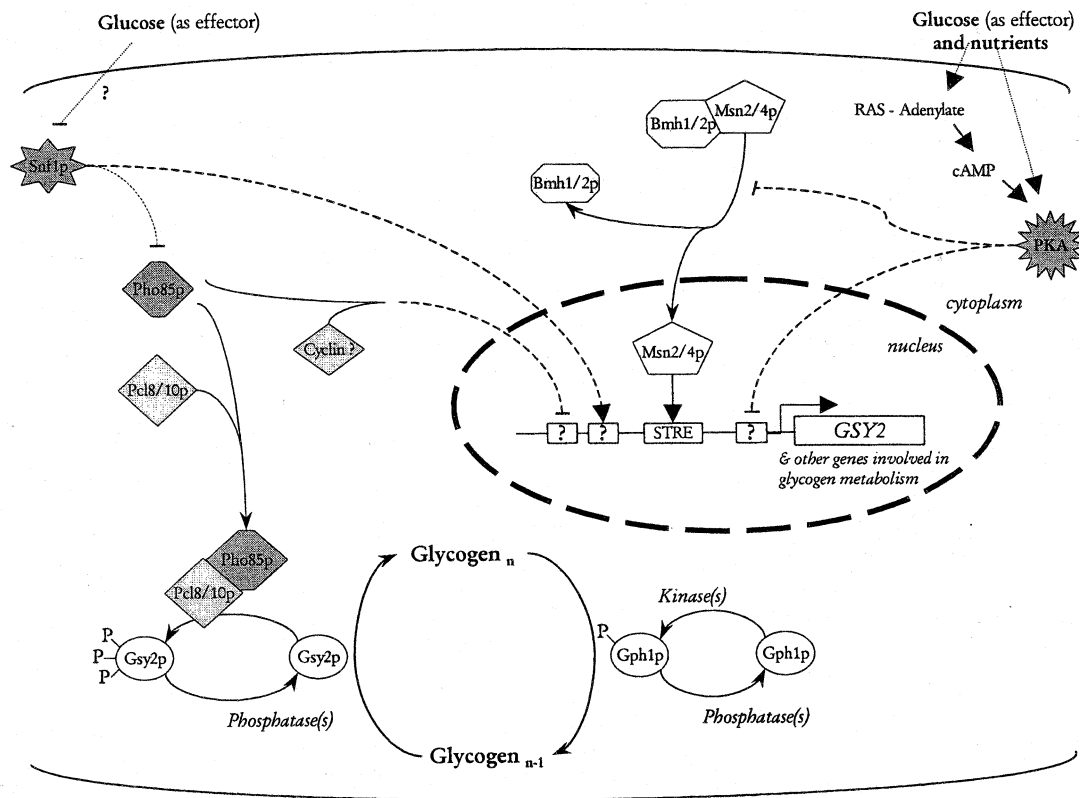 Glucose (as effector)
Glucose (as effector)
and nutrients
?
RAS - Adenylate
cAMP
PKA
Msn2/4p
Bmh1/2p
Bmh1/2p
Snf1p
Pho85p
Cyclin ?
Pcl8/10p
cytoplasm
nucleus
Msn2/4p
?
?
STRE
?
GSY2
& other genes involved in
glycogen metabolism
Pho85p
Pcl8/10p
P
P
P
Gsy2p
Gsy2p
Phosphatase(s)
Glycogen n
Glycogen n-1
Kinase(s)
P
Gph1p
Gph1p
Phosphatase(s)